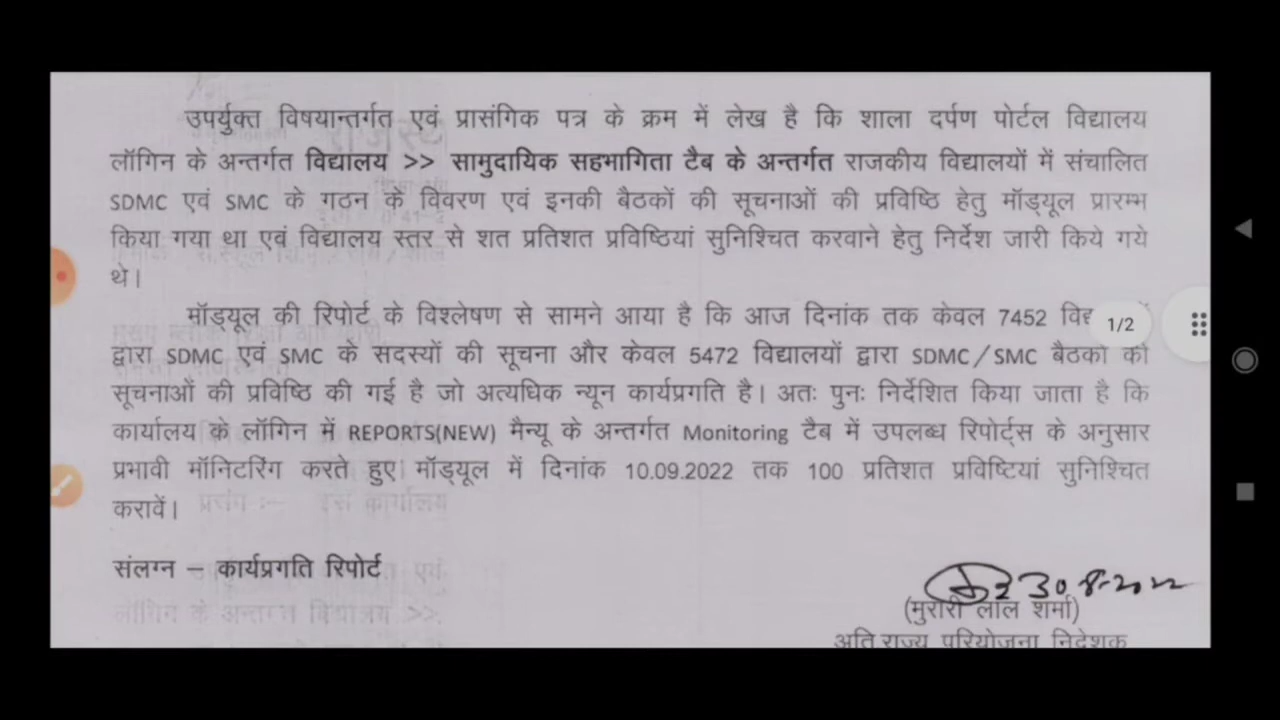 उपर्युक्त विषयान्तर्गत एवं प्रासंगिक पत्र के क्रम में लेख है कि शाला दर्पण पोर्टल विद्यालय
लॉगिन के अन्तर्गत विद्यालय >> सामुदायिक सहभागिता टैब के अन्तर्गत राजकीय विद्यालयों में संचालित
SDMC एवं SMC के गठन के विवरण एवं इनकी बैठकों की सूचनाओं की प्रविष्ठि हेतु मॉड्यूल प्रारम्भ
किया गया था एवं विद्यालय स्तर से शत प्रतिशत प्रविष्ठियां सुनिश्चित करवाने हेतु निर्देश जारी किये गये
थे।
मॉड्यूल की रिपोर्ट के विश्लेषण से सामने आया है कि आज दिनांक तक केवल 7452
1/2
द्वारा SDMC एवं SMC के सदस्यों की सूचना और केवल 5472 विद्यालयों द्वारा SDMC/SMC बैठकों की
सूचनाओं की प्रविष्ठि की गई है जो अत्यधिक न्यून कार्यप्रगति है। अतः पुनः निर्देशित किया जाता है कि
कार्यालय के लॉगिन में REPORTS(NEW) मैन्यू के अन्तर्गत Monitoring टैब में उपलब्ध रिपोर्ट्स के अनुसार
प्रभावी मॉनिटरिंग करते हुए मॉड्यूल में दिनांक 10.09.2022 तक 100 प्रतिशत प्रविष्टियां सुनिश्चित
करावें।
संलग्न – कार्यप्रगति रिपोर्ट
30.8.2022
(मुरारी लाल शर्मा)
अति राज्य परियोजना निदेशक